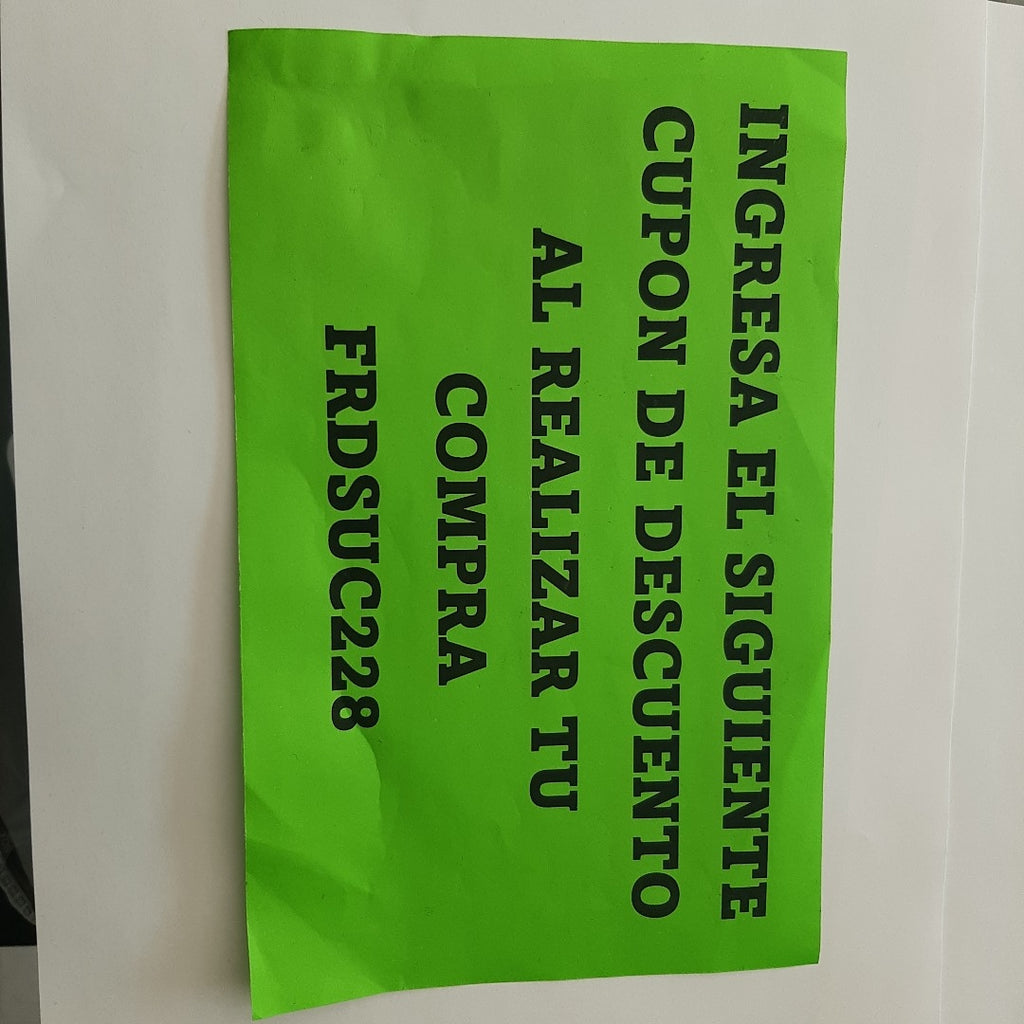 INGRESA EL SIGUIENTE
CUPON DE DESCUENTO
AL REALIZAR TU
COMPRA
FRDSUC228